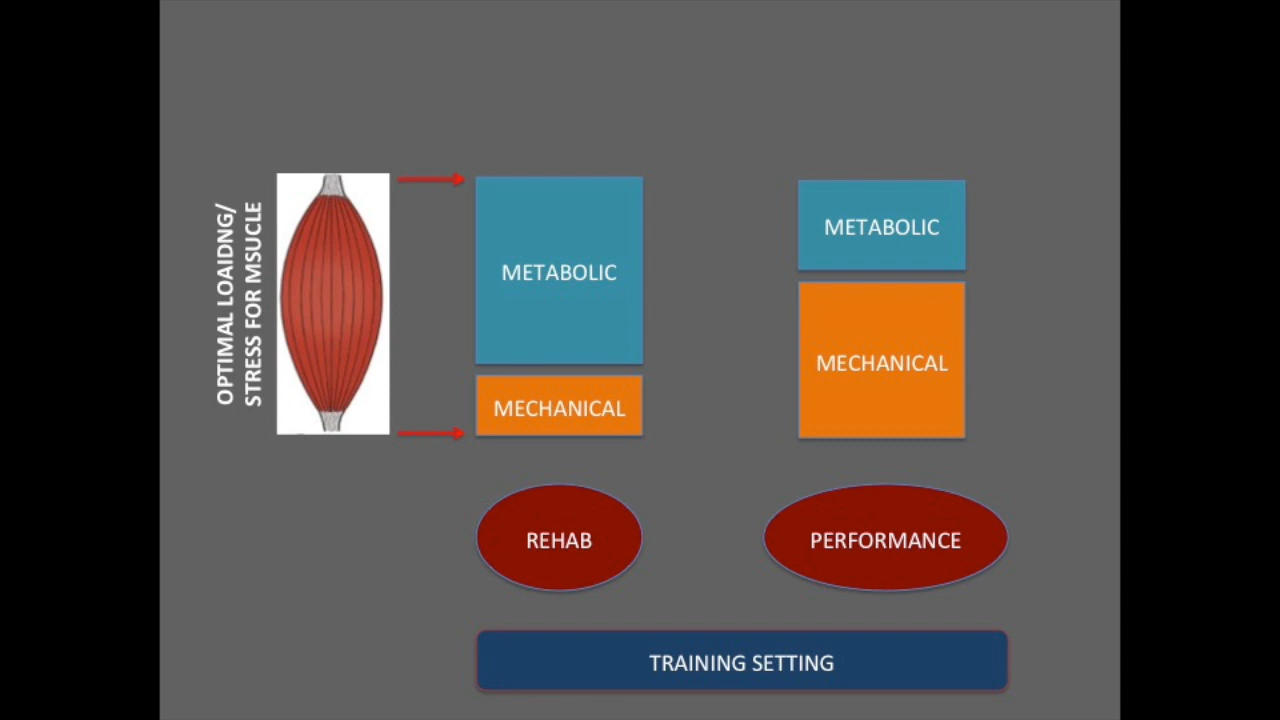 OPTIMAL LOAIDNG/
STRESS FOR MSUCLE
METABOLIC
MECHANICAL
METABOLIC
MECHANICAL
REHAB
PERFORMANCE
TRAINING SETTING